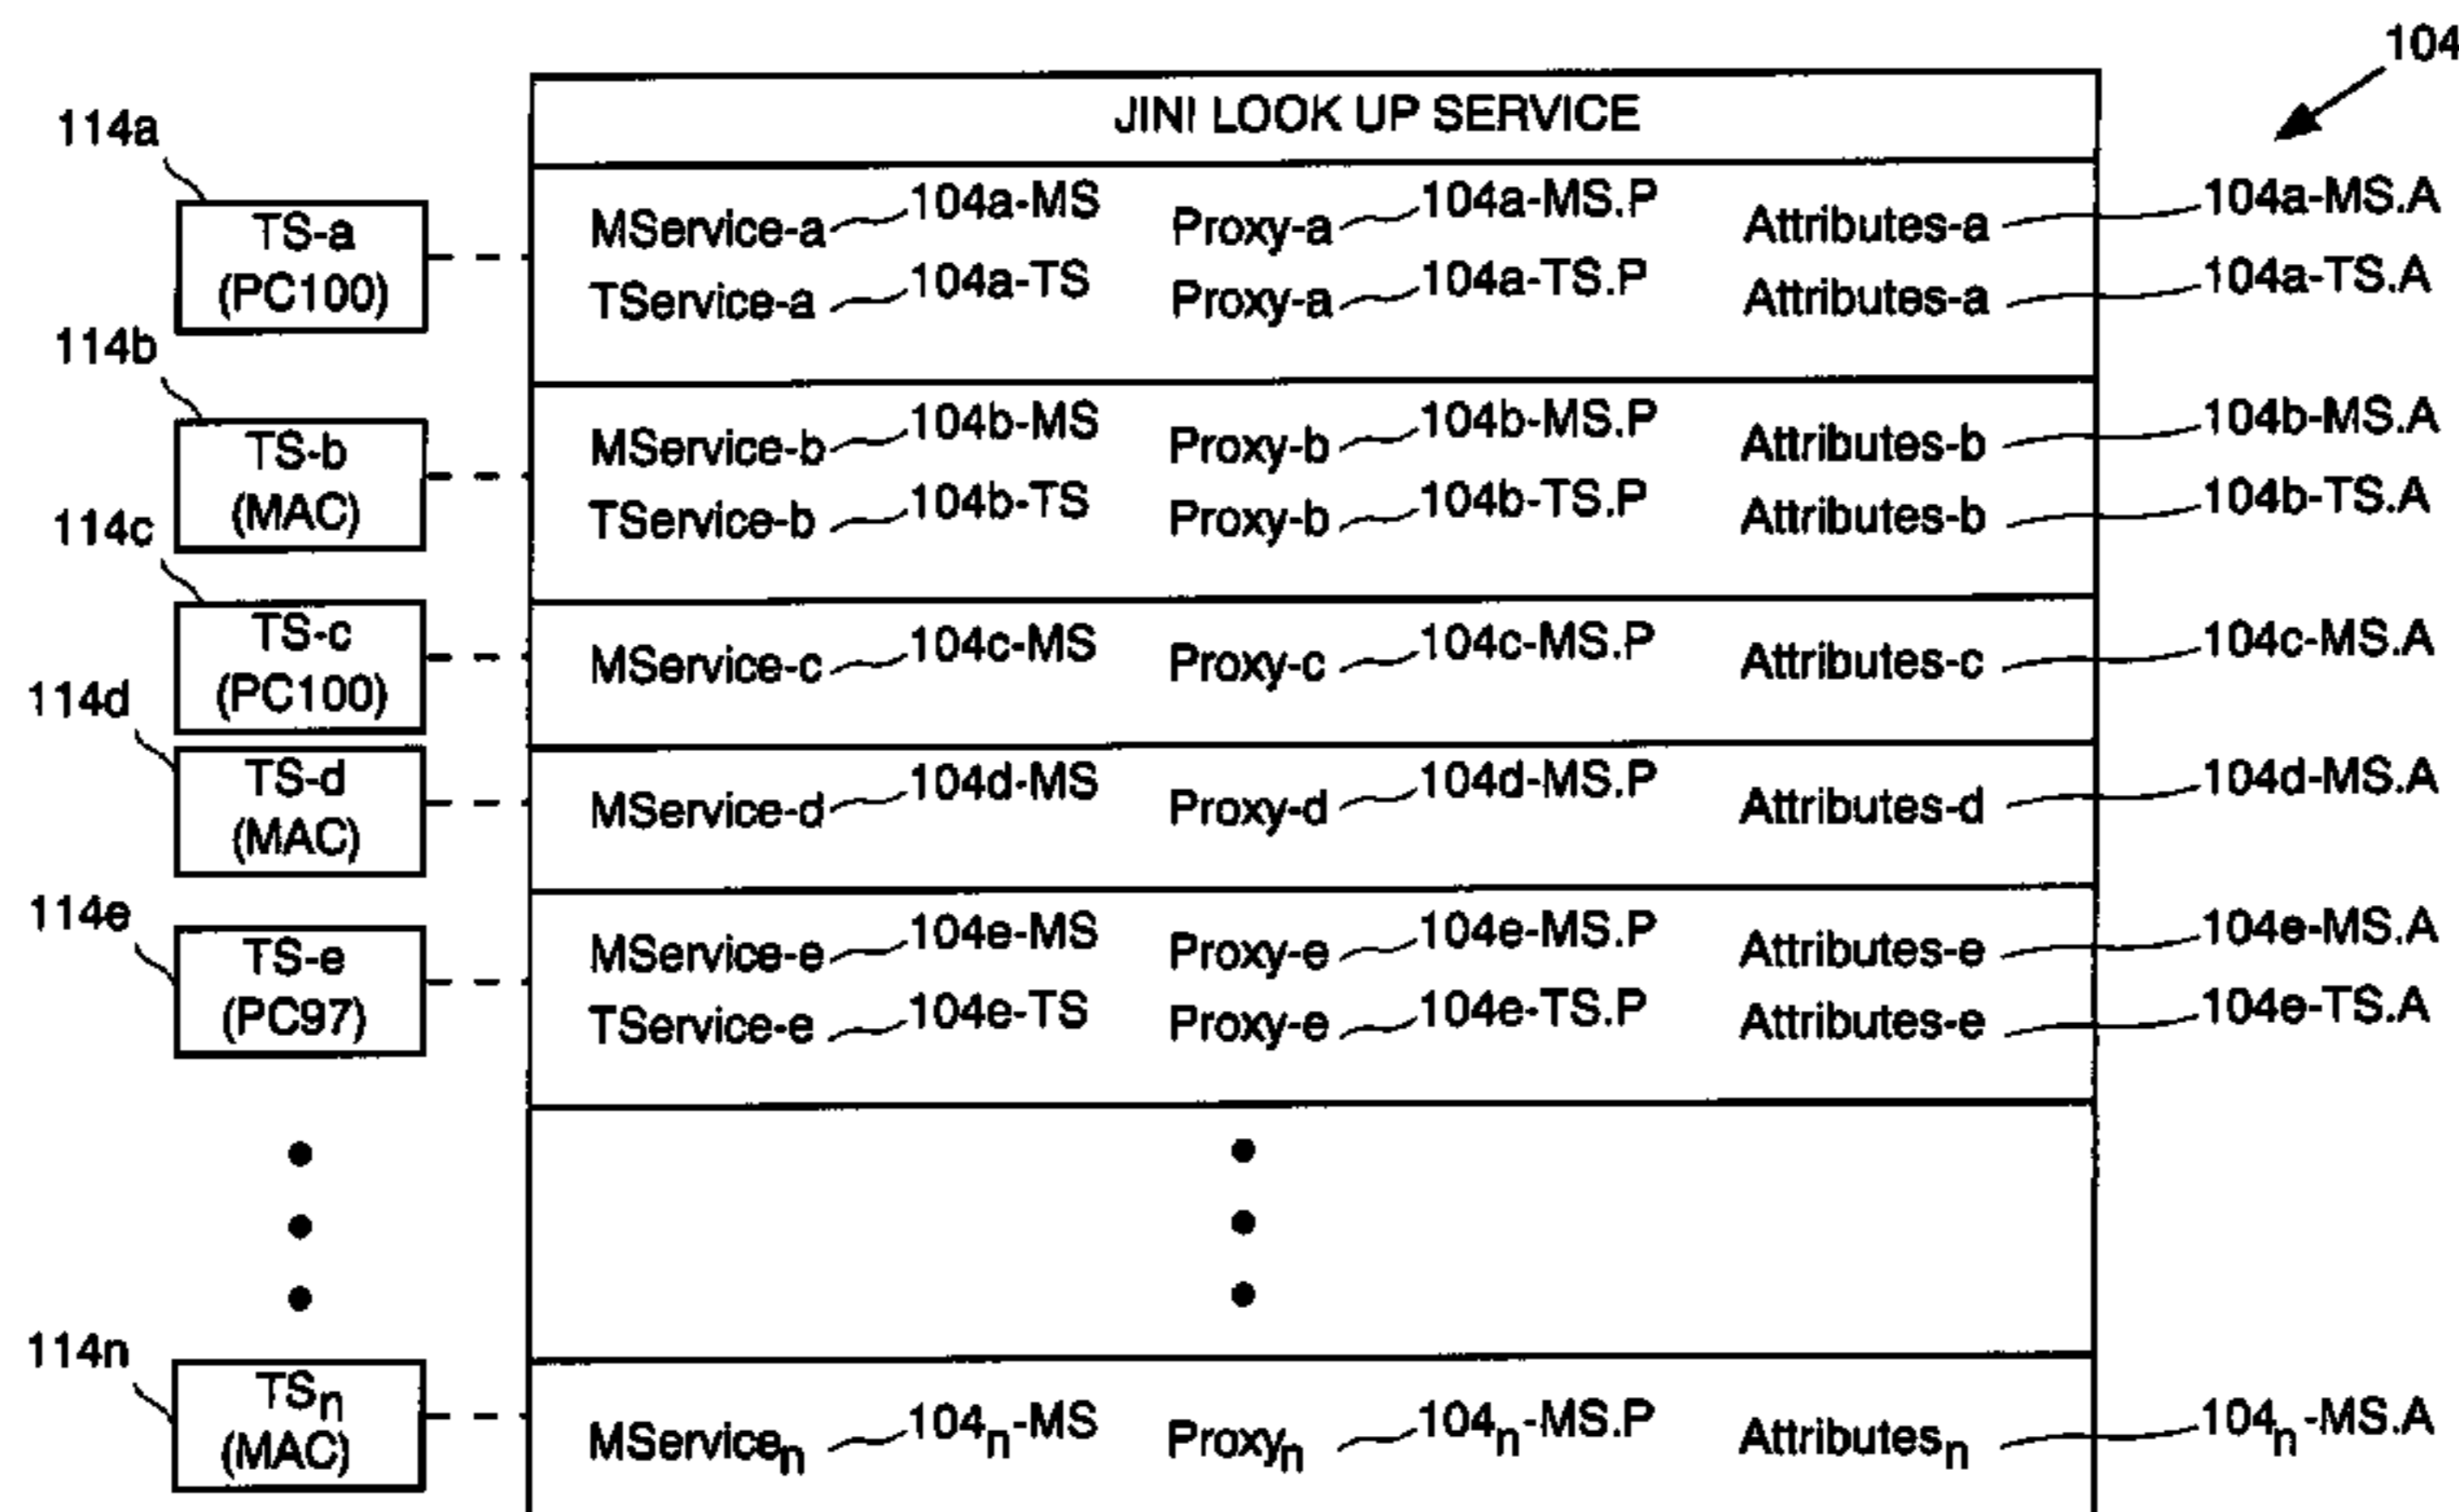 104
JINI LOOK UP SERVICE
114a
TS-a
(PC100)
MService-a 104a-MS Proxy-a 104a-MS.P Attributes-a 104a-MS.A
TService-a 104a-TS Proxy-a 104a-TS.P Attributes-a 104a-TS.A
114b
TS-b
(MAC)
MService-b 104b-MS Proxy-b 104b-MS.P Attributes-b 104b-MS.A
TService-b 104b-TS Proxy-b 104b-TS.P Attributes-b 104b-TS.A
114c
TS-c
(PC100)
MService-c 104c-MS Proxy-c 104c-MS.P Attributes-c 104c-MS.A
114d
TS-d
(MAC)
MService-d 104d-MS Proxy-d 104d-MS.P Attributes-d 104d-MS.A
114e
TS-e
(PC97)
MService-e 104e-MS Proxy-e 104e-MS.P Attributes-e 104e-MS.A
TService-e 104e-TS Proxy-e 104e-TS.P Attributes-e 104e-TS.A
114n
TSn
(MAC)
MServicen 104n-MS Proxyn 104n-MS.P Attributesn 104n-MS.A